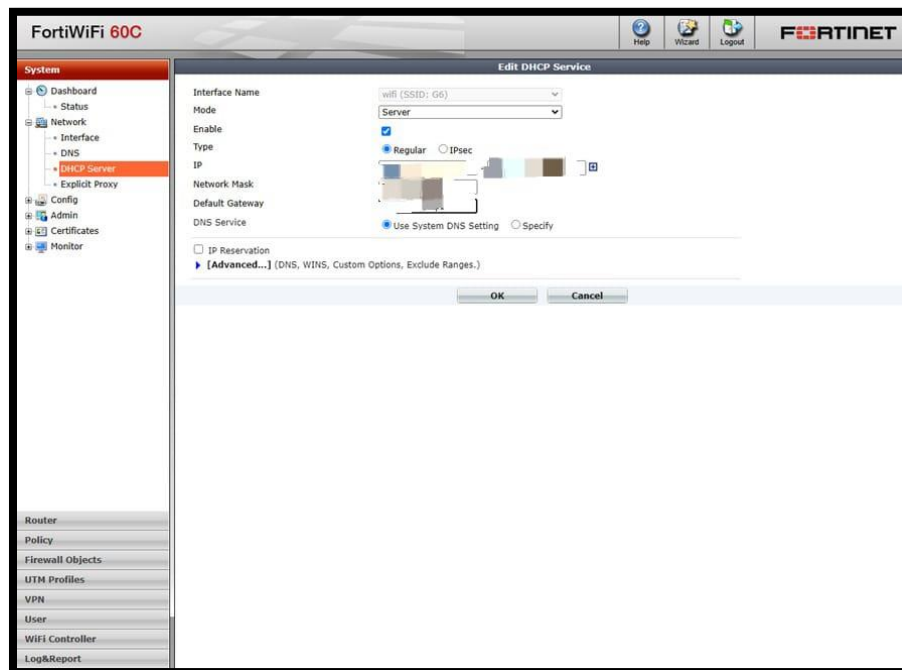 FortiWiFi 60C
Help
Wizard
Logout
FORTINET
System
Dashboard
Status
Network
Interface
DNS
DHCP Server
Explicit Proxy
Config
Admin
Certificates
Monitor
Router
Policy
Firewall Objects
UTM Profiles
VPN
User
WiFi Controller
Log&Report
Edit DHCP Service
Interface Name wifi (SSID: G6)
Mode Server
Enable
Type Regular IPsec
IP
Network Mask
Default Gateway
DNS Service Use System DNS Setting Specify
IP Reservation
[Advanced...] (DNS, WINS, Custom Options, Exclude Ranges.)
OK Cancel